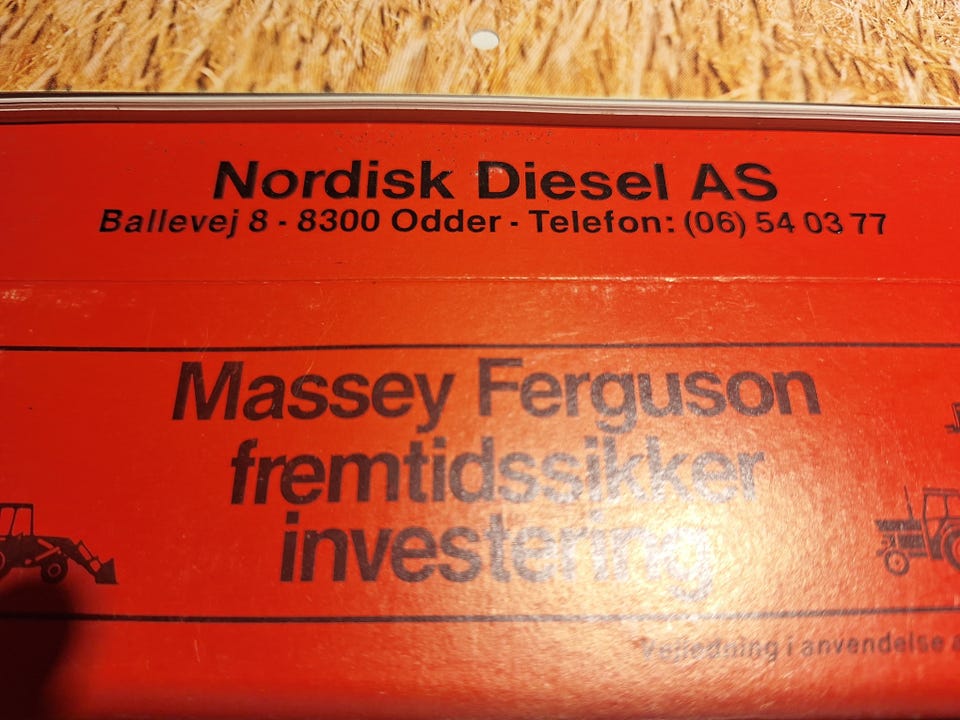 Nordisk Diesel AS
Ballevej 8 - 8300 Odder - Telefon: (06) 54 03 77
Massey Ferguson
fremtidssikker
investering
Vejledning i anvendelse